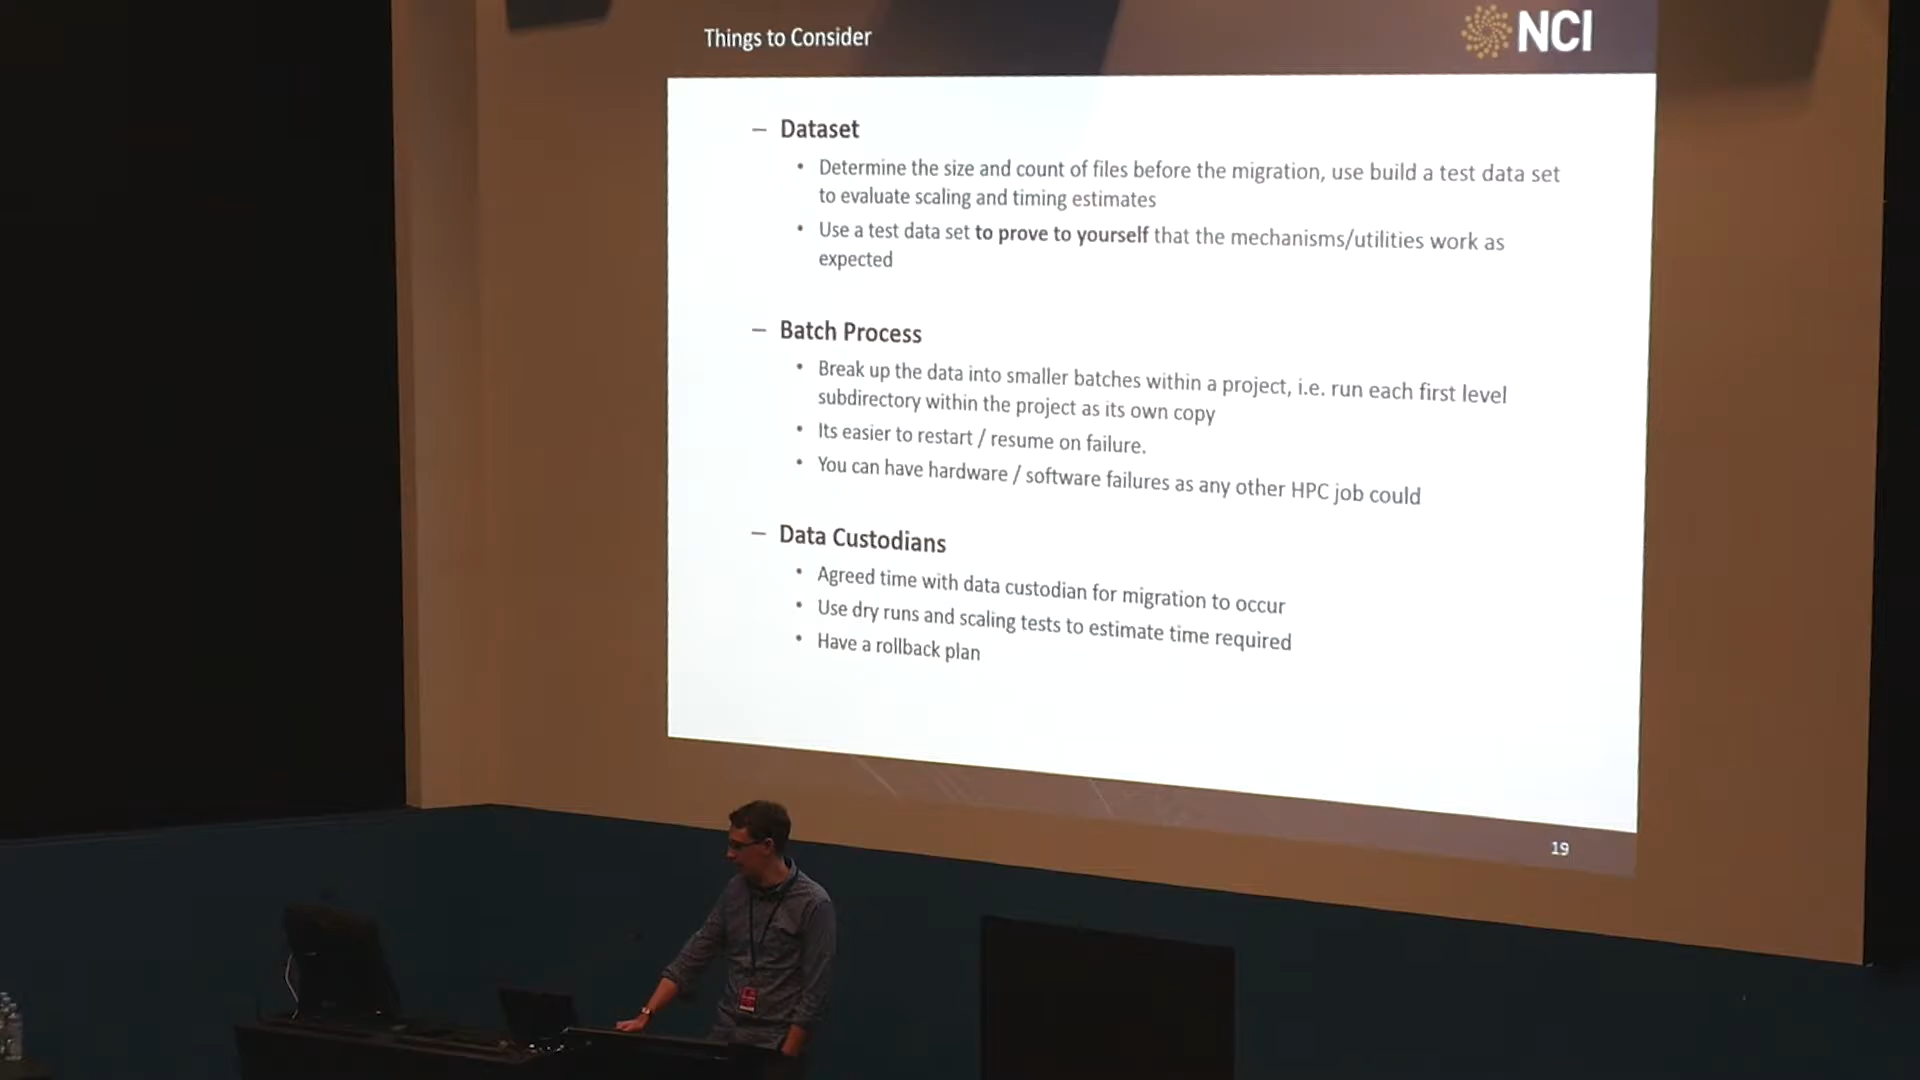 Things to Consider
NCI
– Dataset
• Determine the size and count of files before the migration, use build a test data set
to evaluate scaling and timing estimates
• Use a test data set to prove to yourself that the mechanisms/utilities work as
expected
– Batch Process
• Break up the data into smaller batches within a project, i.e. run each first level
subdirectory within the project as its own copy
• Its easier to restart / resume on failure.
• You can have hardware / software failures as any other HPC job could
– Data Custodians
• Agreed time with data custodian for migration to occur
• Use dry runs and scaling tests to estimate time required
• Have a rollback plan
19